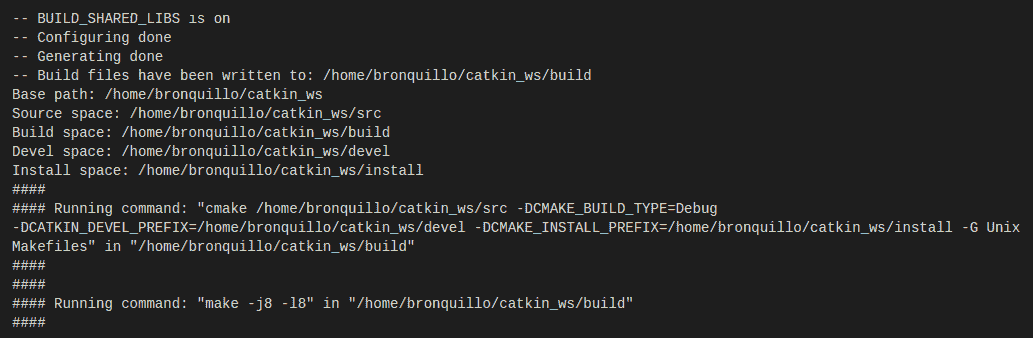 -- BUILD_SHARED_LIBS is on
-- Configuring done
-- Generating done
-- Build files have been written to: /home/bronquillo/catkin_ws/build
Base path: /home/bronquillo/catkin_ws
Source space: /home/bronquillo/catkin_ws/src
Build space: /home/bronquillo/catkin_ws/build
Devel space: /home/bronquillo/catkin_ws/devel
Install space: /home/bronquillo/catkin_ws/install
####
#### Running command: "cmake /home/bronquillo/catkin_ws/src -DCMAKE_BUILD_TYPE=Debug
-DCATKIN_DEVEL_PREFIX=/home/bronquillo/catkin_ws/devel -DCMAKE_INSTALL_PREFIX=/home/bronquillo/catkin_ws/install -G Unix
Makefiles" in "/home/bronquillo/catkin_ws/build"
####
####
#### Running command: "make -j8 -l8" in "/home/bronquillo/catkin_ws/build"
####